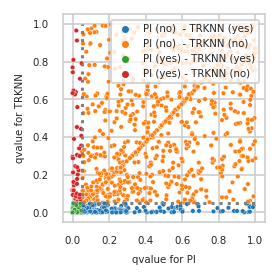 1.0
0.8
0.6
0.4
0.2
0.0
qvalue for TRKNN
PI (no)  - TRKNN (yes)
PI (no)  - TRKNN (no)
PI (yes) - TRKNN (yes)
PI (yes) - TRKNN (no)
0.0 0.2 0.4 0.6 0.8 1.0
qvalue for PI